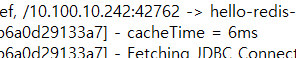 ef, /10.100.10.242:42762 -> hello-redis-
b6a0d29133a7] - cacheTime = 6ms
b6a0d29133a7] - Fetching JDBC Connect